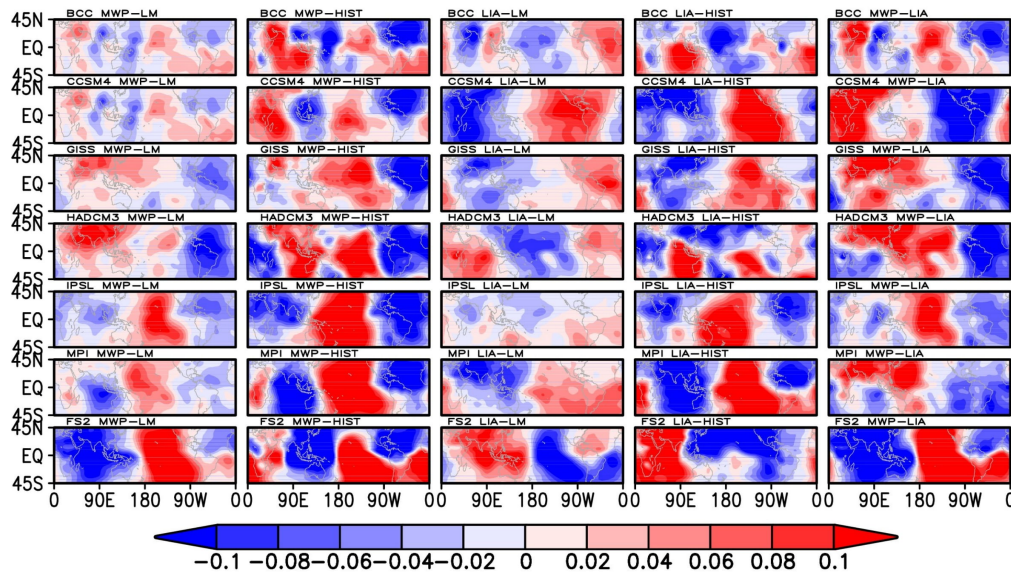 BCC MWP-LM BCC MWP-HIST BCC LIA-LM BCC LIA-HIST BCC MWP-LIA
45N
EQ
45S
CCSM4 MWP-LM CCSM4 MWP-HIST CCSM4 LIA-LM CCSM4 LIA-HIST CCSM4 MWP-LIA
45N
EQ
45S
GISS MWP-LM GISS MWP-HIST GISS LIA-LM GISS LIA-HIST GISS MWP-LIA
45N
EQ
45S
HADCM3 MWP-LM HADCM3 MWP-HIST HADCM3 LIA-LM HADCM3 LIA-HIST HADCM3 MWP-LIA
45N
EQ
45S
IPSL MWP-LM IPSL MWP-HIST IPSL LIA-LM IPSL LIA-HIST IPSL MWP-LIA
45N
EQ
45S
MPI MWP-LM MPI MWP-HIST MPI LIA-LM MPI LIA-HIST MPI MWP-LIA
45N
EQ
45S
FS2 MWP-LM FS2 MWP-HIST FS2 LIA-LM FS2 LIA-HIST FS2 MWP-LIA
45N
EQ
45S
0 90E 180 90W 0 0 90E 180 90W 0 0 90E 180 90W 0 0 90E 180 90W 0 0 90E 180 90W 0
-0.1 -0.08 -0.06 -0.04 -0.02 0 0.02 0.04 0.06 0.08 0.1